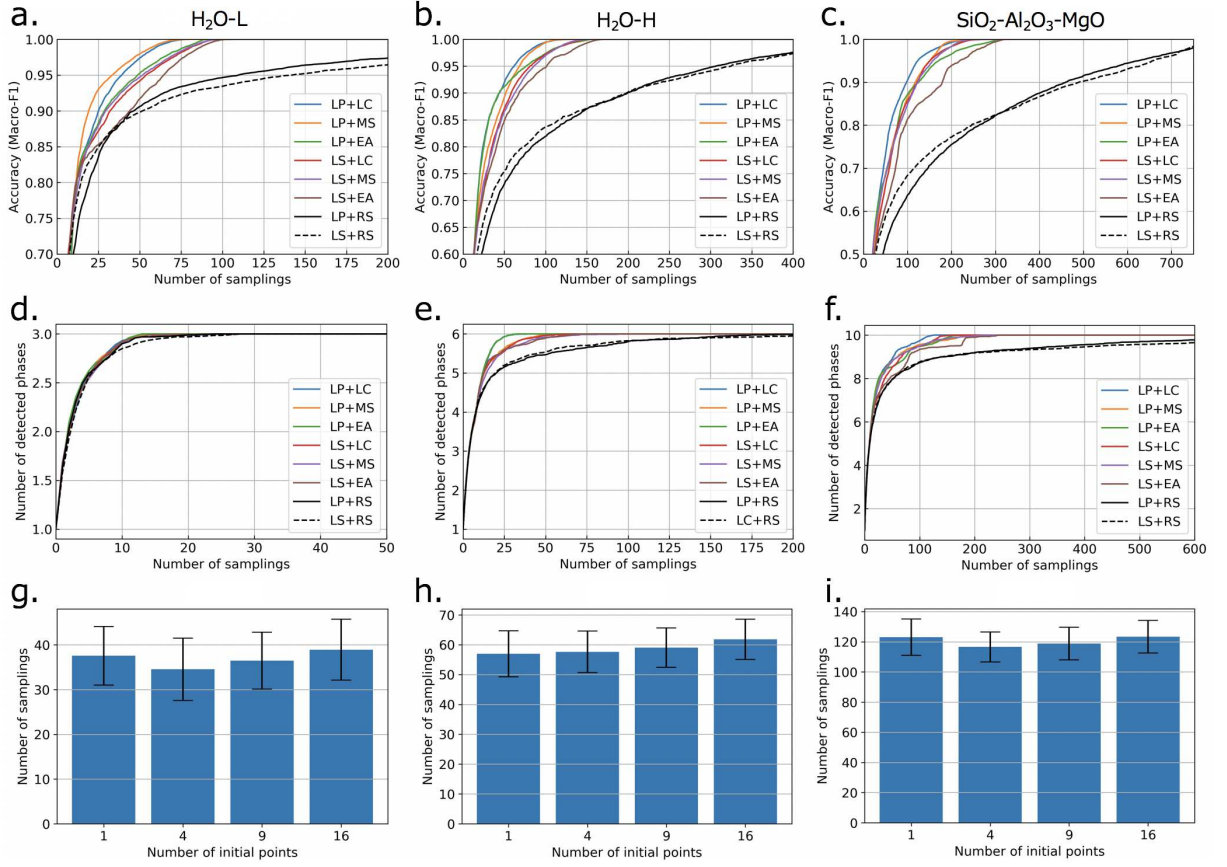 a. H₂O-L
Accuracy (Macro-F1)
1.00
0.95
0.90
0.85
0.80
0.75
0.70
LP+LC
LP+MS
LP+EA
LS+LC
LS+MS
LS+EA
LP+RS
LS+RS
0 25 50 75 100 125 150 175 200
Number of samplings
b. H₂O-H
Accuracy (Macro-F1)
1.00
0.95
0.90
0.85
0.80
0.75
0.70
0.65
0.60
LP+LC
LP+MS
LP+EA
LS+LC
LS+MS
LS+EA
LP+RS
LS+RS
0 50 100 150 200 250 300 350 400
Number of samplings
c. SiO₂-Al₂O₃-MgO
Accuracy (Macro-F1)
1.0
0.9
0.8
0.7
0.6
0.5
LP+LC
LP+MS
LP+EA
LS+LC
LS+MS
LS+EA
LP+RS
LS+RS
0 100 200 300 400 500 600 700
Number of samplings
d.
Number of detected phases
3.0
2.5
2.0
1.5
1.0
LP+LC
LP+MS
LP+EA
LS+LC
LS+MS
LS+EA
LP+RS
LS+RS
0 10 20 30 40 50
Number of samplings
e.
Number of detected phases
6
5
4
3
2
1
LP+LC
LP+MS
LP+EA
LS+LC
LS+MS
LS+EA
LP+RS
LC+RS
0 25 50 75 100 125 150 175 200
Number of samplings
f.
Number of detected phases
10
8
6
4
2
LP+LC
LP+MS
LP+EA
LS+LC
LS+MS
LS+EA
LP+RS
LS+RS
0 100 200 300 400 500 600
Number of samplings
g.
Number of samplings
40
30
20
10
0
1 4 9 16
Number of initial points
h.
Number of samplings
70
60
50
40
30
20
10
0
1 4 9 16
Number of initial points
i.
Number of samplings
140
120
100
80
60
40
20
0
1 4 9 16
Number of initial points